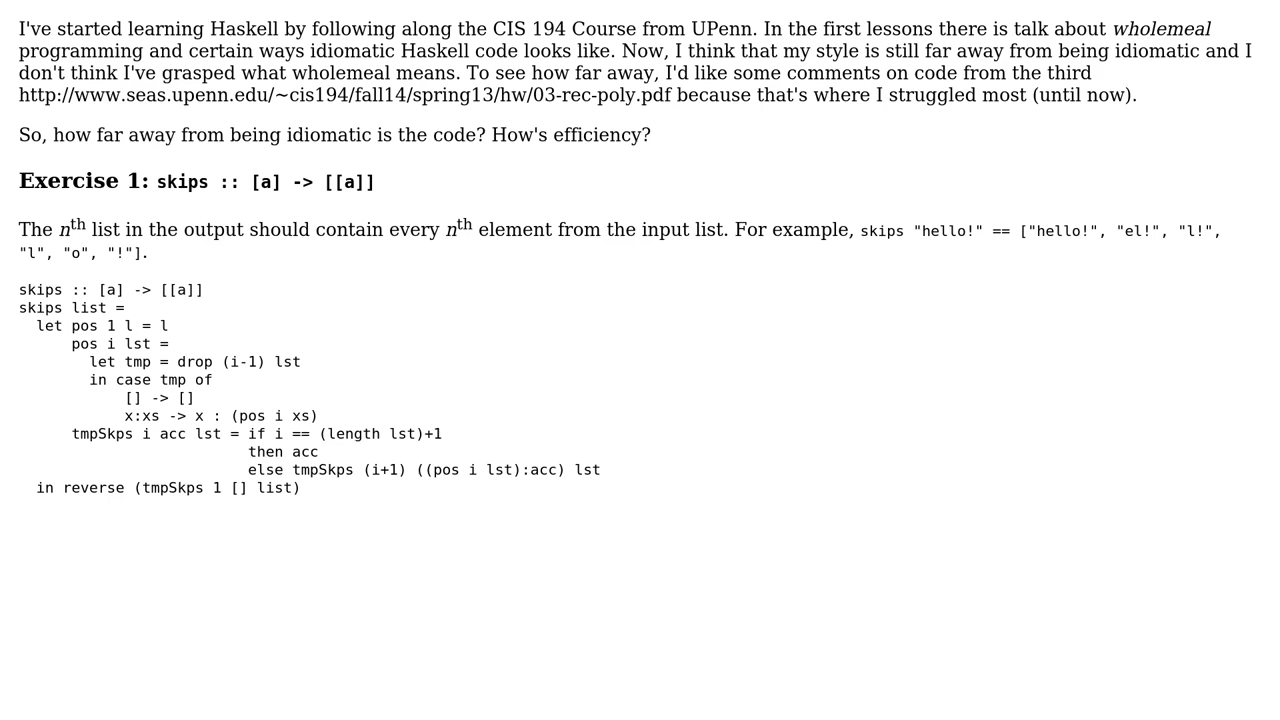 I've started learning Haskell by following along the CIS 194 Course from UPenn. In the first lessons there is talk about wholemeal
programming and certain ways idiomatic Haskell code looks like. Now, I think that my style is still far away from being idiomatic and I
don't think I've grasped what wholemeal means. To see how far away, I'd like some comments on code from the third
http://www.seas.upenn.edu/~cis194/fall14/spring13/hw/03-rec-poly.pdf because that's where I struggled most (until now).
So, how far away from being idiomatic is the code? How's efficiency?
Exercise 1: skips :: [a] -> [[a]]
The nth list in the output should contain every nth element from the input list. For example, skips "hello!" == ["hello!", "el!", "l!",
"l", "o", "!"].
skips :: [a] -> [[a]]
skips list =
  let pos 1 l = l
      pos i lst =
        let tmp = drop (i-1) lst
        in case tmp of
            [] -> []
            x:xs -> x : (pos i xs)
      tmpSkps i acc lst = if i == (length lst)+1
                          then acc
                          else tmpSkps (i+1) ((pos i lst):acc) lst
  in reverse (tmpSkps 1 [] list)